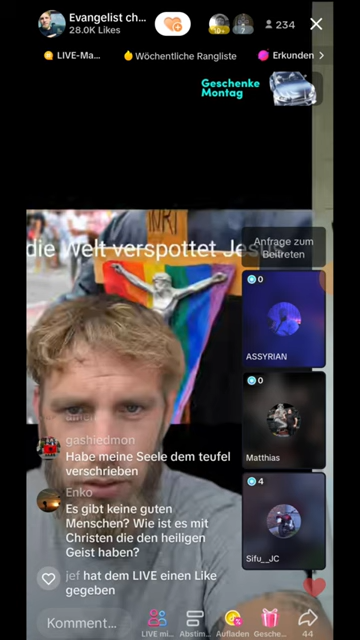 Evangelist ch...
28.0K Likes
234
LIVE-Ma...
Wöchentliche Rangliste
Erkunden
Geschenke
Montag
die Welt verspottet Jesus
Anfrage zum
Beitreten
0
ASSYRIAN
0
Matthias
4
Sifu__JC
gashiedmon
Habe meine Seele dem teufel
verschrieben
Enko
Es gibt keine guten
Menschen? Wie ist es mit
Christen die den heiligen
Geist haben?
jef hat dem LIVE einen Like
gegeben
Komment...
LIVE mi...
Abstim...
Aufladen
Gesche...
44